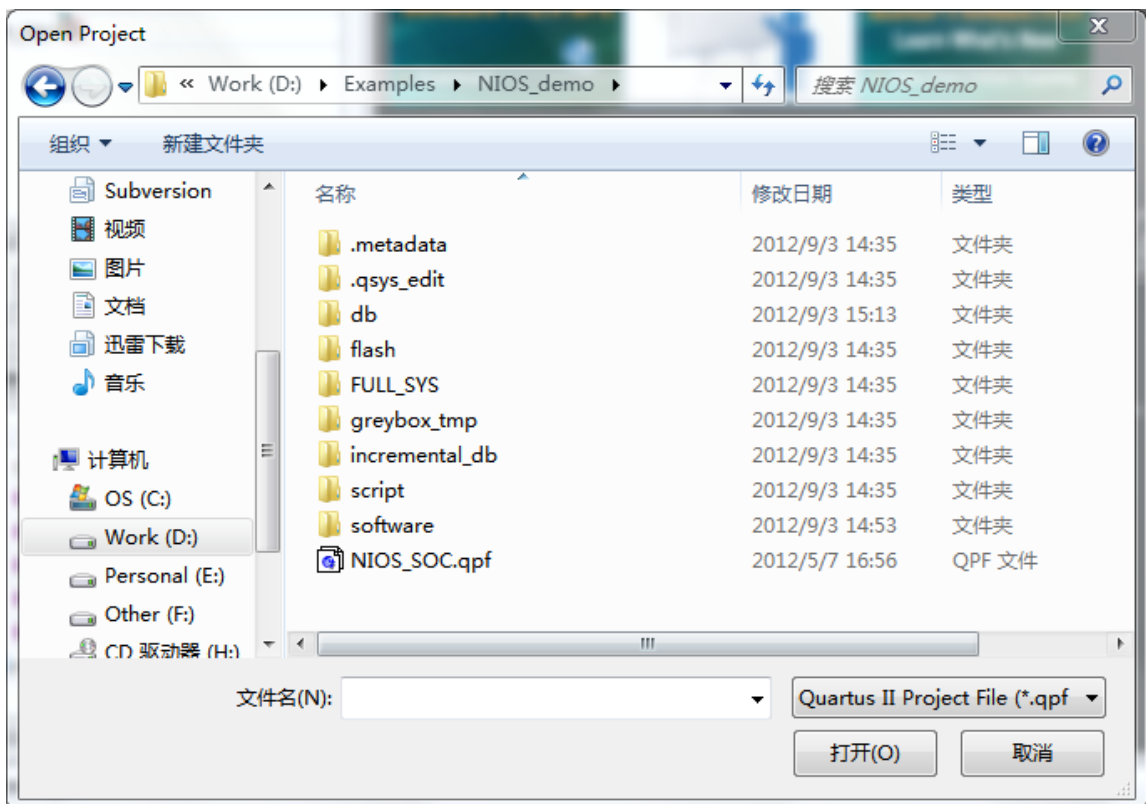 Open Project
« Work (D:) ▸ Examples ▸ NIOS_demo ▸ 搜索 NIOS_demo
组织 新建文件夹
Subversion
视频
图片
文档
迅雷下载
音乐
计算机
OS (C:)
Work (D:)
Personal (E:)
Other (F:)
CD 驱动器 (H:)
名称 修改日期 类型
.metadata 2012/9/3 14:35 文件夹
.qsys_edit 2012/9/3 14:35 文件夹
db 2012/9/3 15:13 文件夹
flash 2012/9/3 14:35 文件夹
FULL_SYS 2012/9/3 14:35 文件夹
greybox_tmp 2012/9/3 14:35 文件夹
incremental_db 2012/9/3 14:35 文件夹
script 2012/9/3 14:35 文件夹
software 2012/9/3 14:53 文件夹
NIOS_SOC.qpf 2012/5/7 16:56 QPF 文件
文件名(N): Quartus II Project File (*.qpf
打开(O) 取消